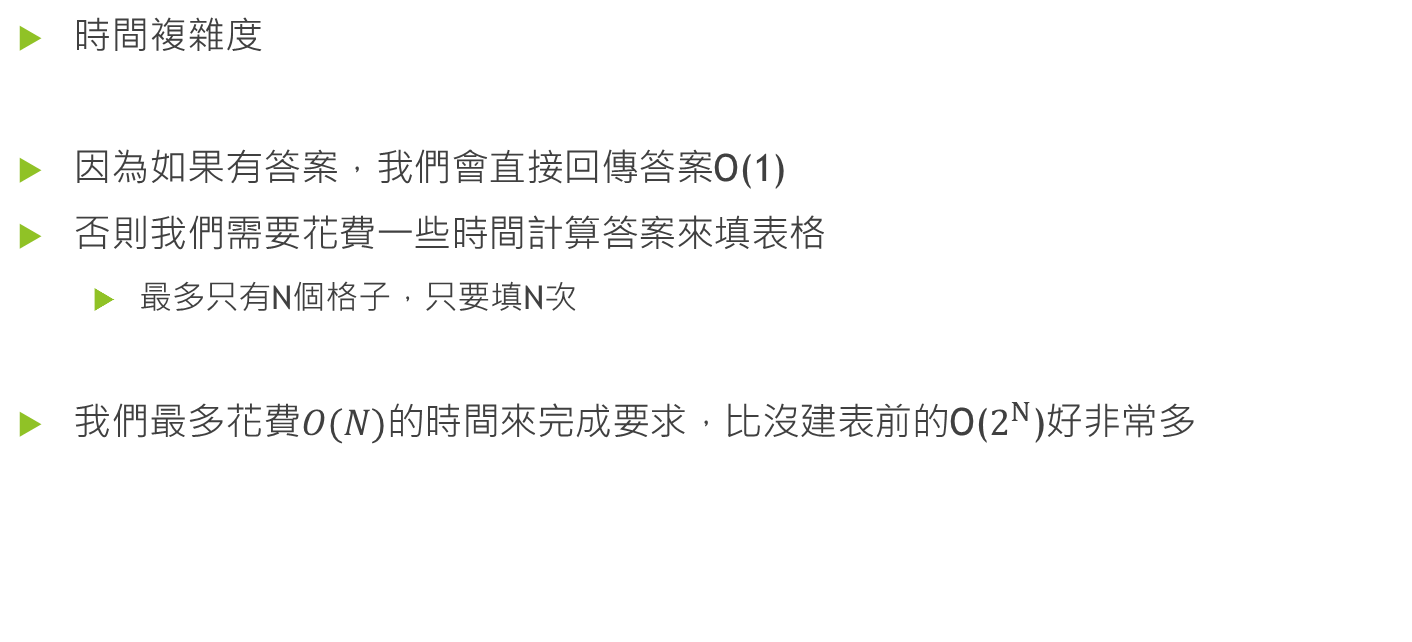 時間複雜度
因為如果有答案，我們會直接回傳答案O(1)
否則我們需要花費一些時間計算答案來填表格
最多只有N個格子，只要填N次
我們最多花費𝑂(𝑁)的時間來完成要求，比沒建表前的O(2^N)好非常多